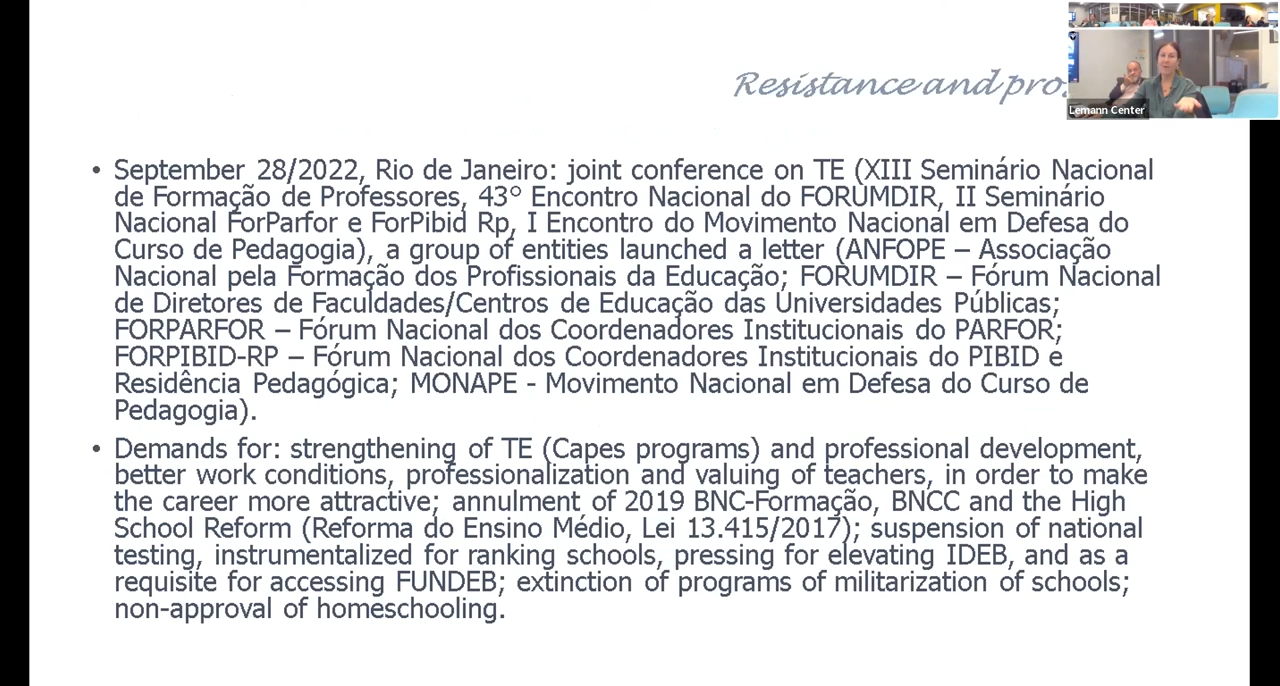 Resistance and
Lemann Center
• September 28/2022, Rio de Janeiro: joint conference on TE (XIII Seminário Nacional
de Formação de Professores, 43° Encontro Nacional do FORUMDIR, II Seminário
Nacional ForParfor e ForPibid Rp, I Encontro do Movimento Nacional em Defesa do
Curso de Pedagogia), a group of entities launched a letter (ANFOPE – Associação
Nacional pela Formação dos Profissionais da Educação; FORUMDIR – Fórum Nacional
de Diretores de Faculdades/Centros de Educação das Universidades Públicas;
FORPARFOR – Fórum Nacional dos Coordenadores Institucionais do PARFOR;
FORPIBID-RP – Fórum Nacional dos Coordenadores Institucionais do PIBID e
Residência Pedagógica; MONAPE - Movimento Nacional em Defesa do Curso de
Pedagogia).
• Demands for: strengthening of TE (Capes programs) and professional development,
better work conditions, professionalization and valuing of teachers, in order to make
the career more attractive; annulment of 2019 BNC-Formação, BNCC and the High
School Reform (Reforma do Ensino Médio, Lei 13.415/2017); suspension of national
testing, instrumentalized for ranking schools, pressing for elevating IDEB, and as a
requisite for accessing FUNDEB; extinction of programs of militarization of schools;
non-approval of homeschooling.